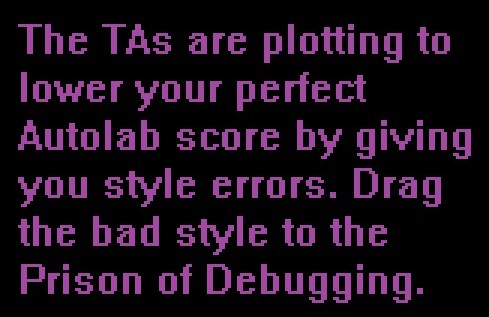 The TAs are plotting to
lower your perfect
Autolab score by giving
you style errors. Drag
the bad style to the
Prison of Debugging.